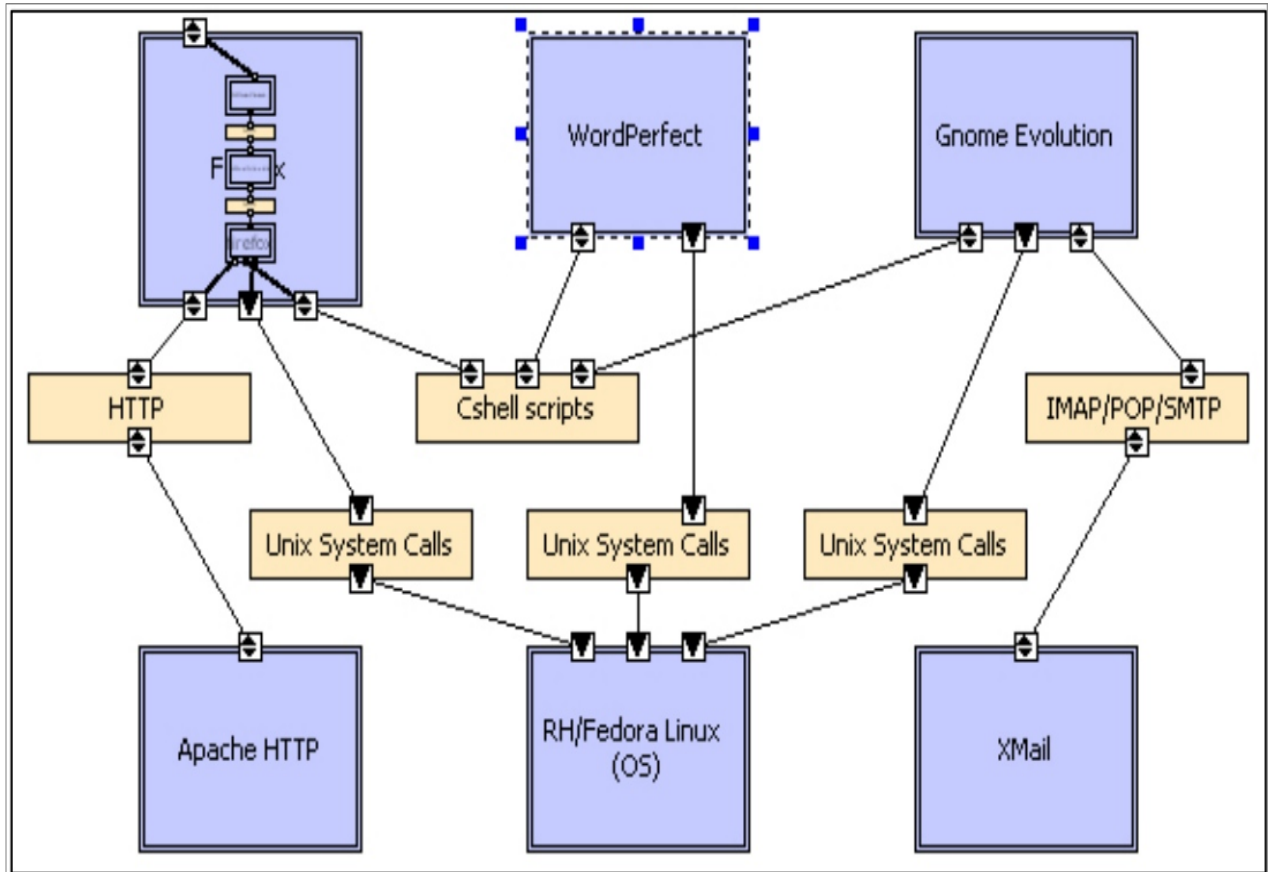 WordPerfect
Gnome Evolution
F x
irefox
HTTP
Cshell scripts
IMAP/POP/SMTP
Unix System Calls
Unix System Calls
Unix System Calls
Apache HTTP
RH/Fedora Linux
(OS)
XMail